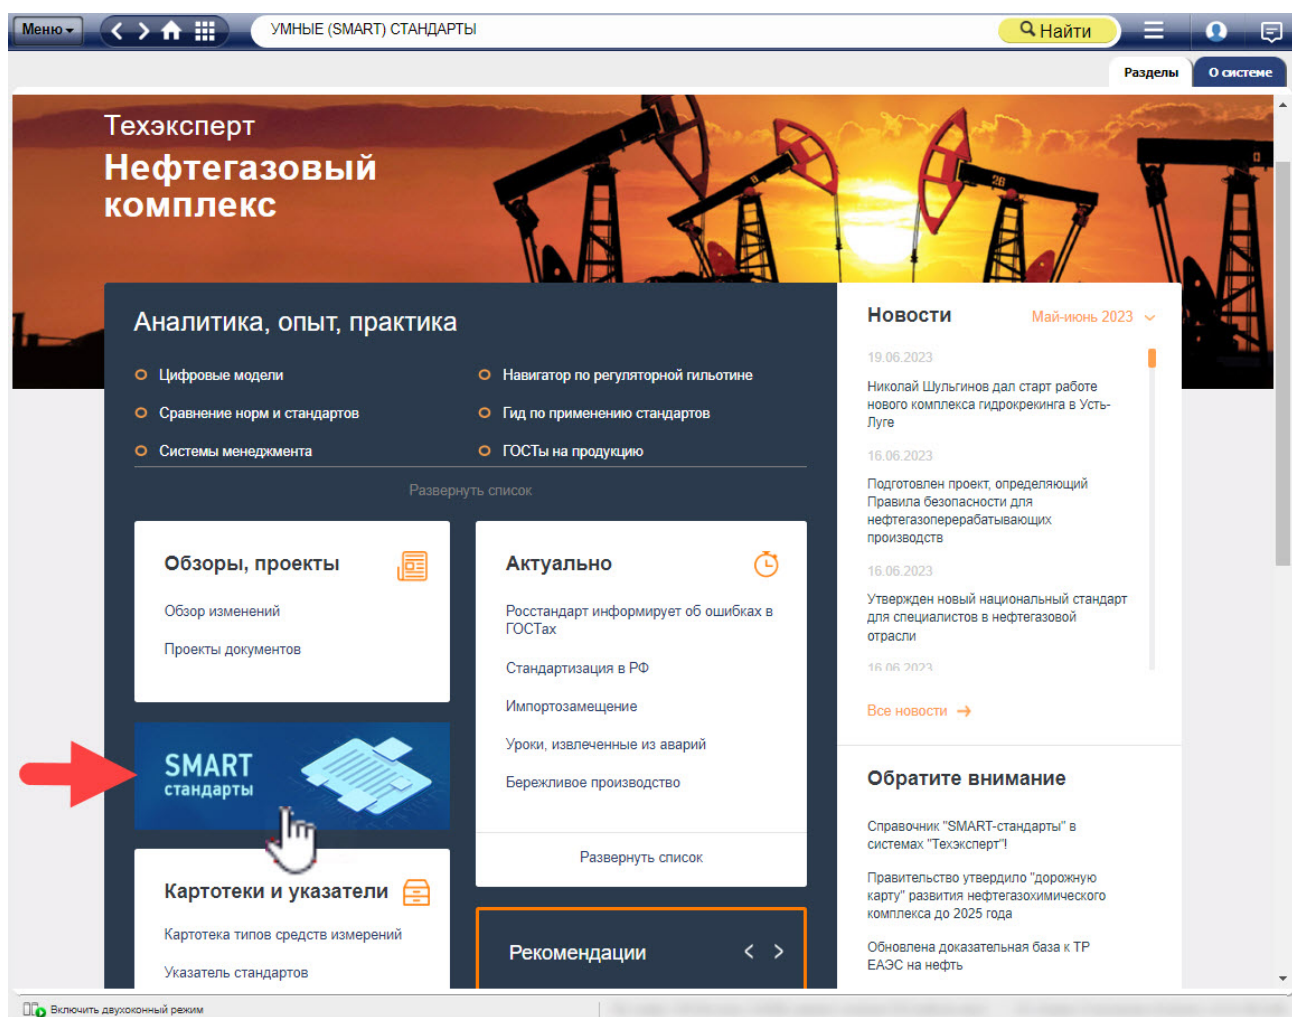 Меню
УМНЫЕ (SMART) СТАНДАРТЫ
Найти
Разделы
О системе
Техэксперт
Нефтегазовый
комплекс
Аналитика, опыт, практика
Цифровые модели
Навигатор по регуляторной гильотине
Сравнение норм и стандартов
Гид по применению стандартов
Системы менеджмента
ГОСТы на продукцию
Развернуть список
Обзоры, проекты
Обзор изменений
Проекты документов
SMART
стандарты
Картотеки и указатели
Картотека типов средств измерений
Указатель стандартов
Актуально
Росстандарт информирует об ошибках в
ГОСТах
Стандартизация в РФ
Импортозамещение
Уроки, извлеченные из аварий
Бережливое производство
Развернуть список
Рекомендации
Новости
Май-июнь 2023
19.06.2023
Николай Шульгинов дал старт работе
нового комплекса гидрокрекинга в Усть-
Луге
16.06.2023
Подготовлен проект, определяющий
Правила безопасности для
нефтегазоперерабатывающих
производств
16.06.2023
Утвержден новый национальный стандарт
для специалистов в нефтегазовой
отрасли
16.06.2023
Все новости
Обратите внимание
Справочник "SMART-стандарты" в
системах "Техэксперт"!
Правительство утвердило "дорожную
карту" развития нефтегазохимического
комплекса до 2025 года
Обновлена доказательная база к ТР
ЕАЭС на нефть
Включить двухоконный режим